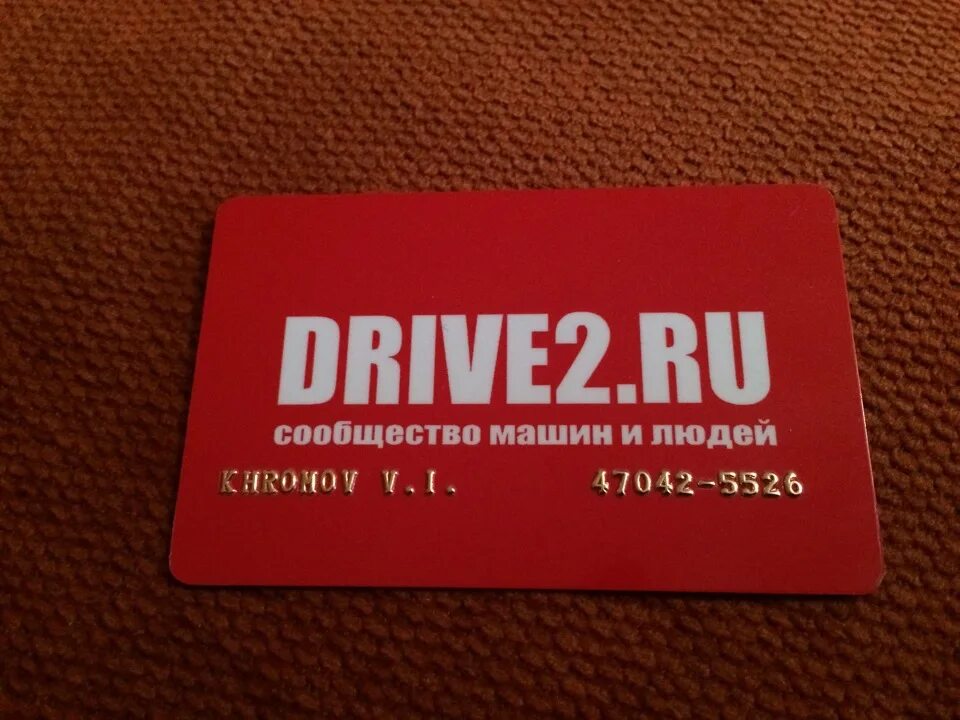 DRIVE2.RU
сообщество машин и людей
KHROMOV V.I. 47042-5526